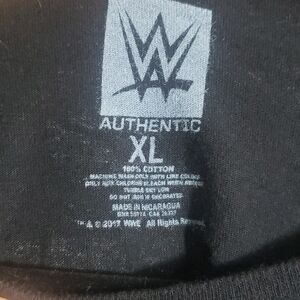 W
AUTHENTIC
XL
100% COTTON
MACHINE WASH COLD WITH LIKE COLORS
ONLY NON-CHLORINE BLEACH WHEN NEEDED
TUMBLE DRY LOW
DO NOT IRON IF DECORATED
MADE IN NICARAGUA
™ & © 2017 WWE All Rights Reserved.